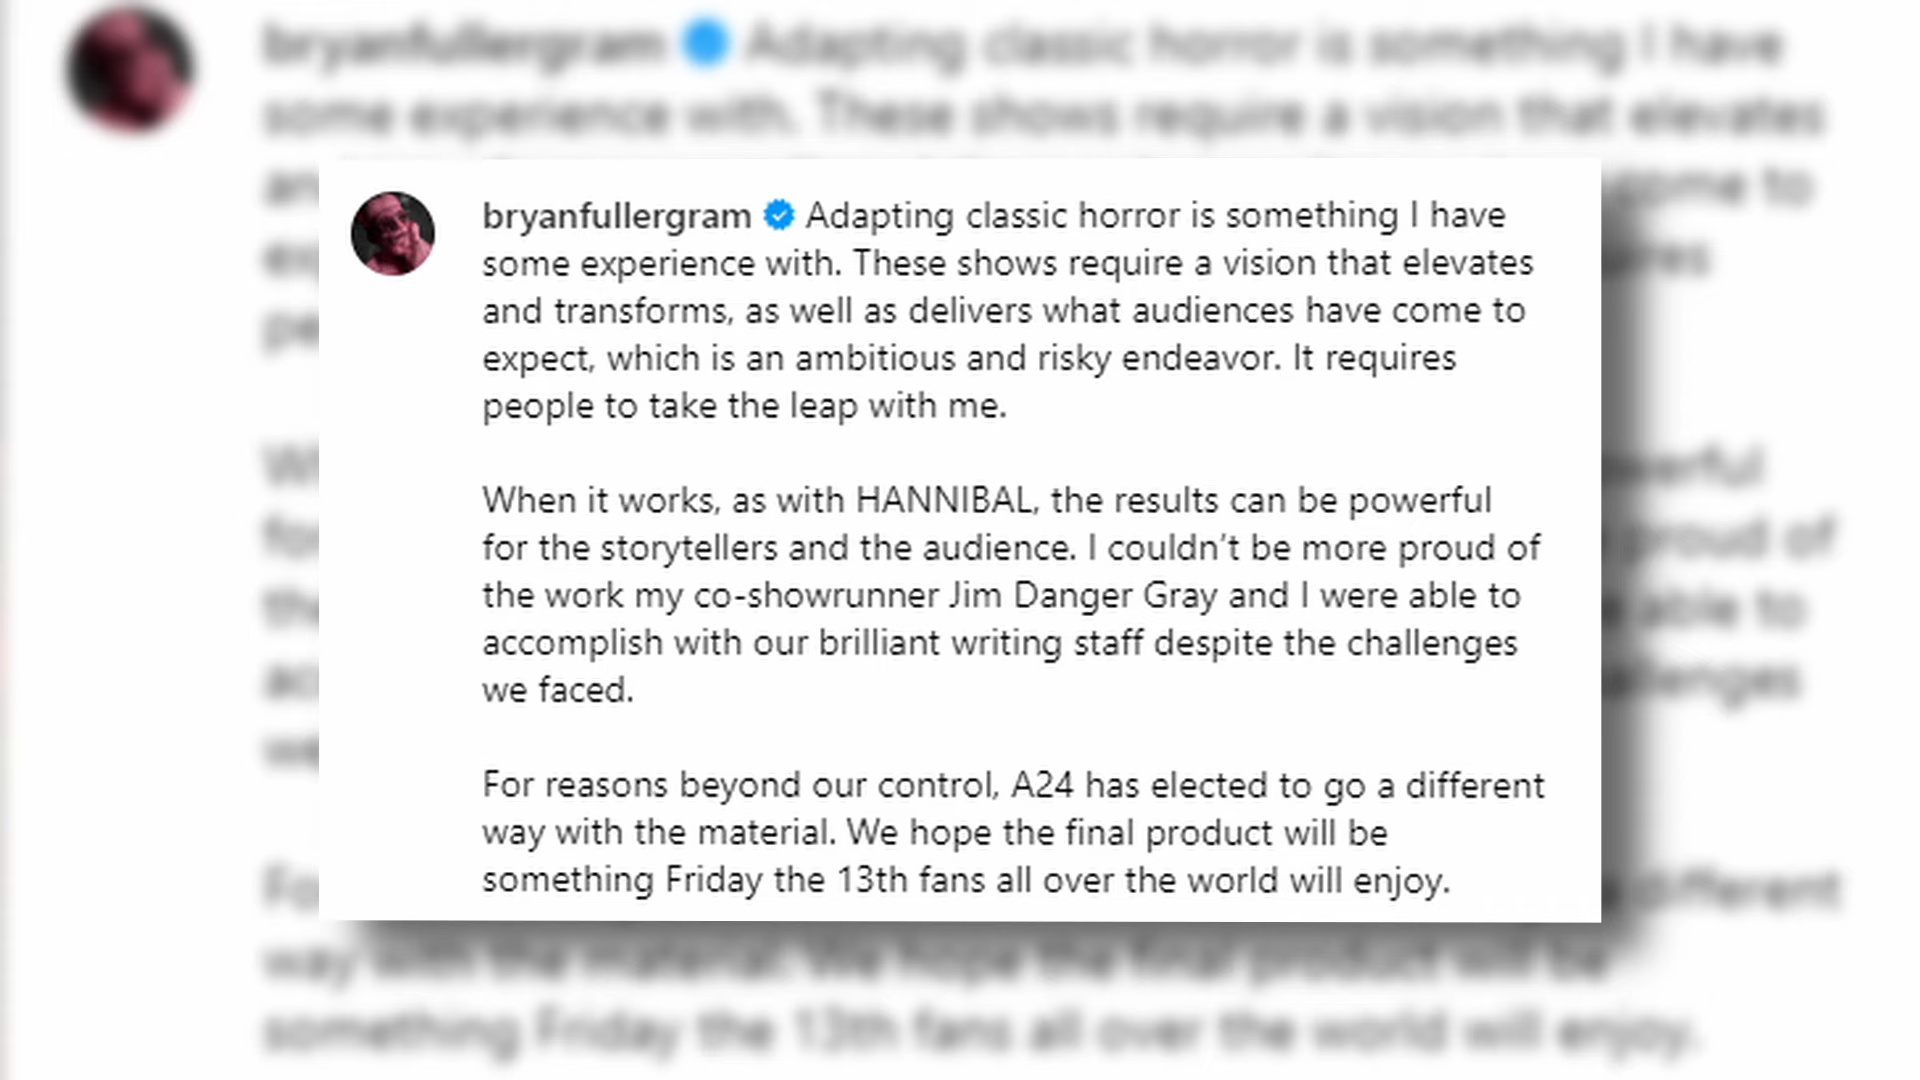 bryanfullergram Adapting classic horror is something I have
some experience with. These shows require a vision that elevates
and transforms, as well as delivers what audiences have come to
expect, which is an ambitious and risky endeavor. It requires
people to take the leap with me.
When it works, as with HANNIBAL, the results can be powerful
for the storytellers and the audience. I couldn’t be more proud of
the work my co-showrunner Jim Danger Gray and I were able to
accomplish with our brilliant writing staff despite the challenges
we faced.
For reasons beyond our control, A24 has elected to go a different
way with the material. We hope the final product will be
something Friday the 13th fans all over the world will enjoy.